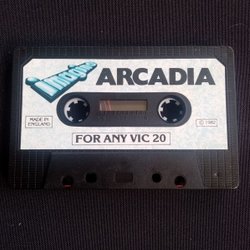 imagine
ARCADIA
MADE IN
ENGLAND
© 1982
FOR ANY VIC 20